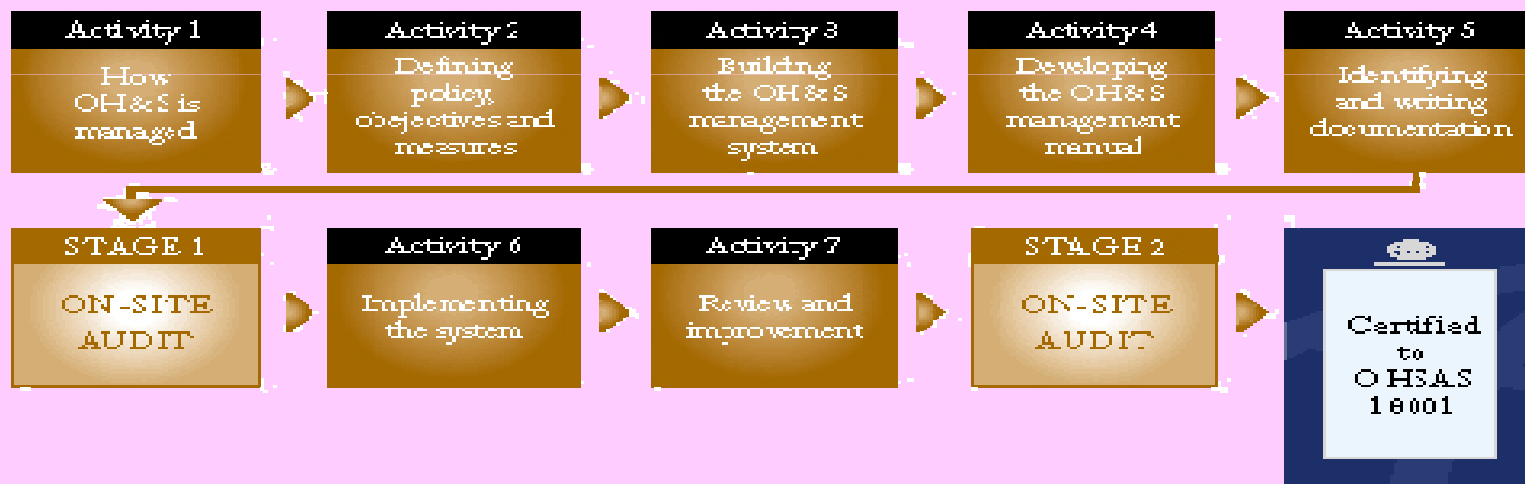 Activity 1
How
OH&S is
managed
Activity 2
Defining
policy,
objectives and
measures
Activity 3
Building
the OH&S
management
system
Activity 4
Developing
the OH&S
management
manual
Activity 5
Identifying
and writing
documentation
STAGE 1
ON-SITE
AUDIT
Activity 6
Implementing
the system
Activity 7
Review and
improvement
STAGE 2
ON-SITE
AUDIT
Certified
to
OHSAS
18001